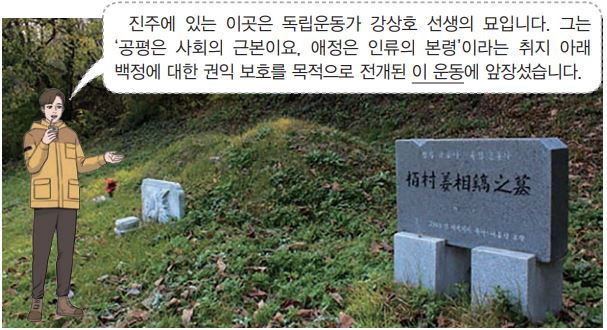 진주에 있는 이곳은 독립운동가 강상호 선생의 묘입니다. 그는
‘공평은 사회의 근본이요, 애정은 인류의 본령’이라는 취지 아래
백정에 대한 권익 보호를 목적으로 전개된 이 운동에 앞장섰습니다.
栢村姜相鎬之墓